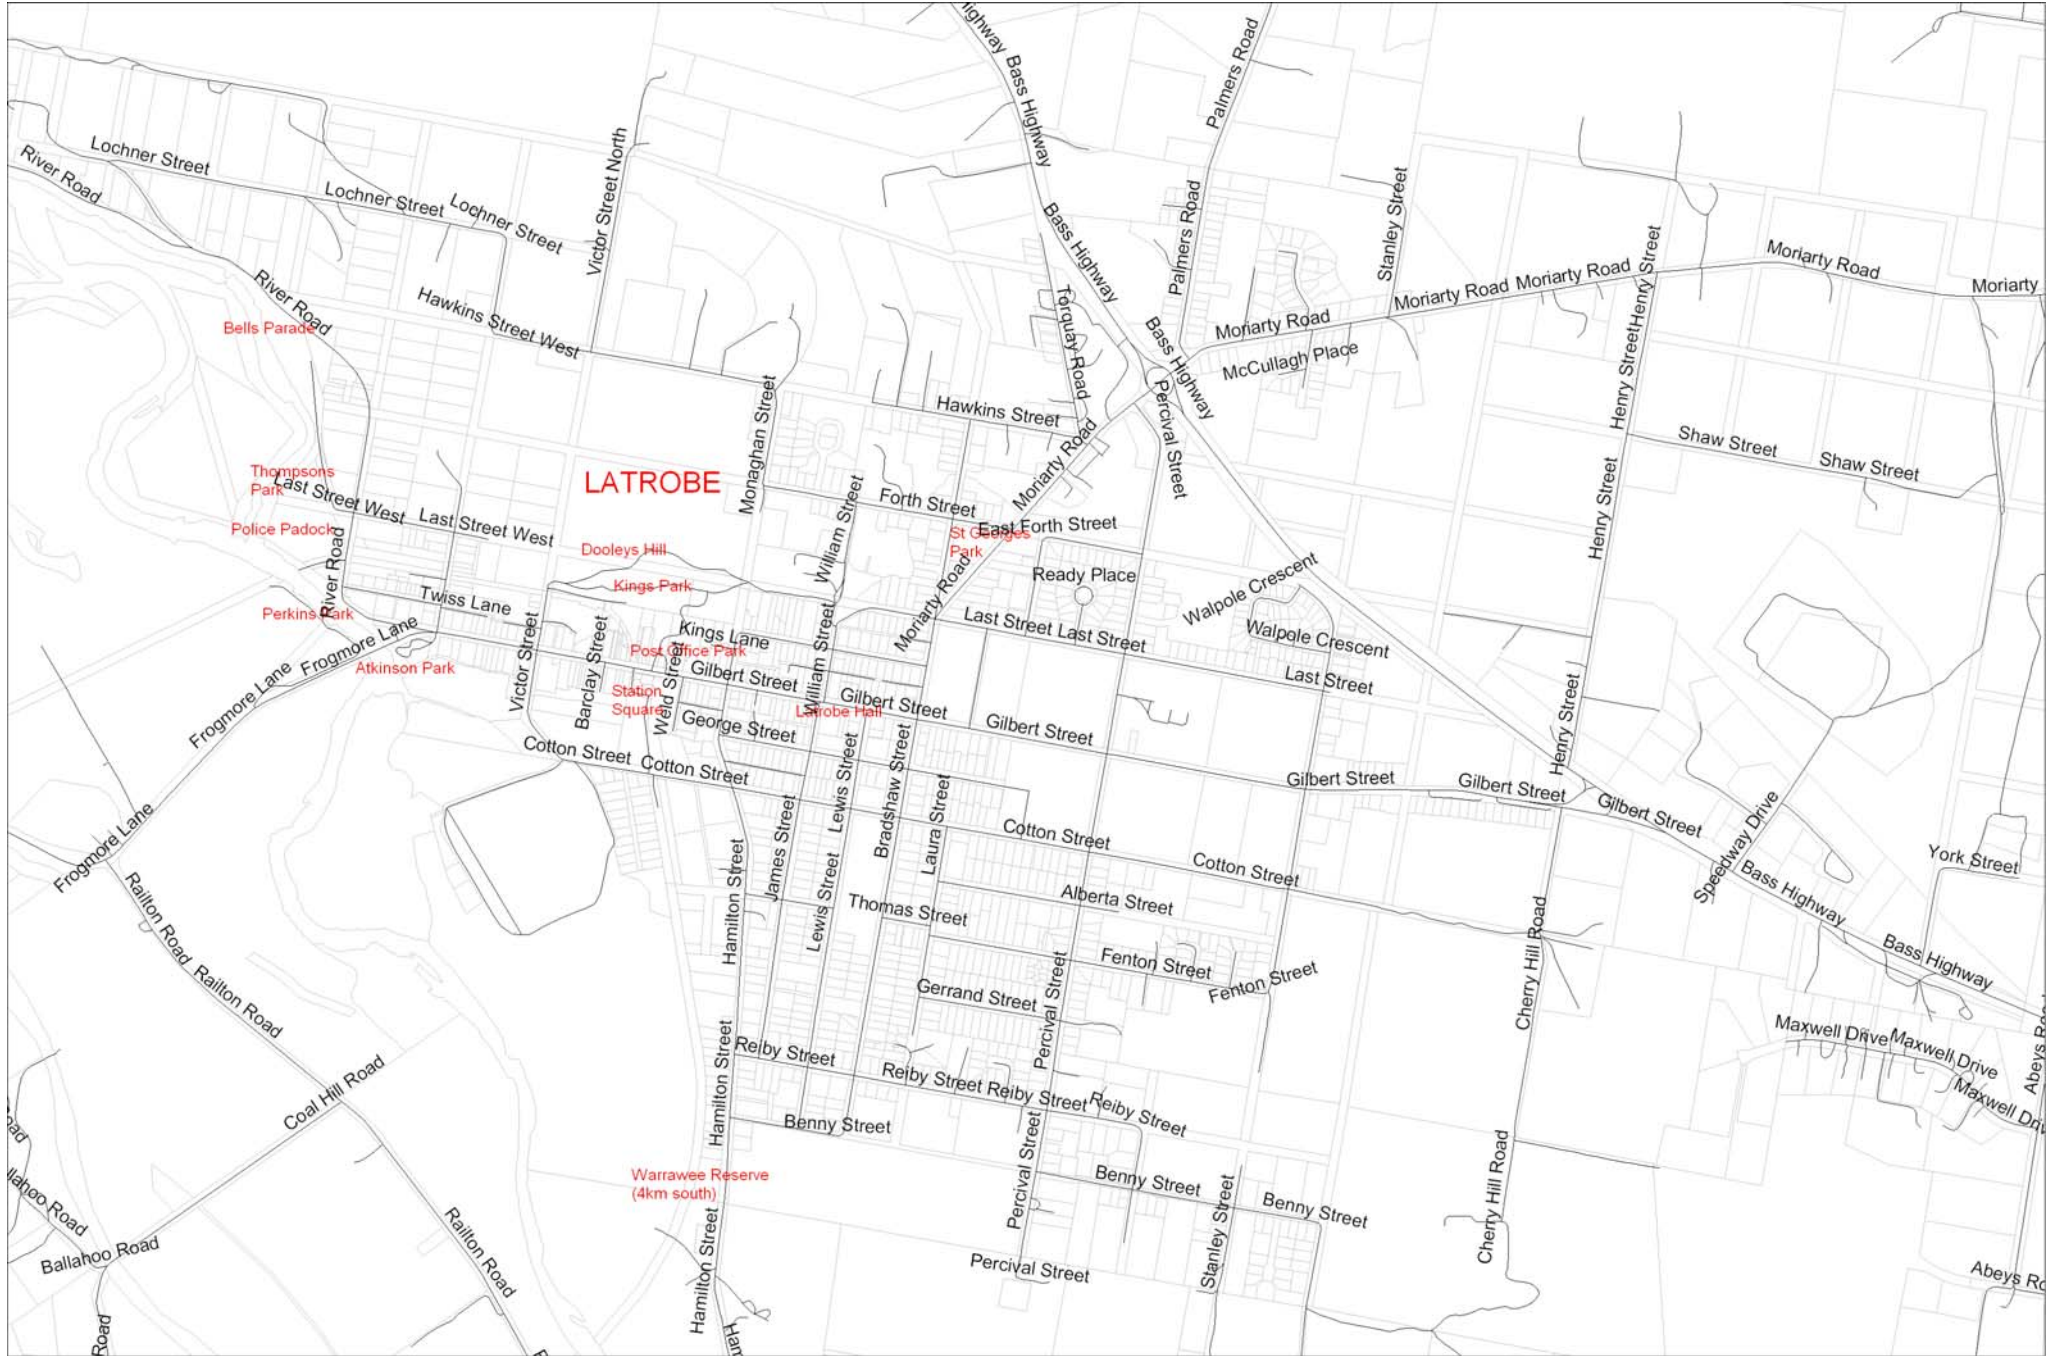 ighway
Bass Highway
Palmers Road
Lochner Street
River Road
Lochner Street
Lochner Street
Victor Street North
Bass Highway
Palmers Road
Stanley Street
Henry Street
Moriarty Road
Moriarty
River Road
Bells Parade
Hawkins Street West
Torquay Road
Bass Highway
Moriarty Road
Moriarty Road
Moriarty Road
McCullagh Place
Henry Street
Monaghan Street
Hawkins Street
Moriarty Road
Percival Street
Shaw Street
Shaw Street
Thompsons
Park
LATROBE
Last Street West
Last Street West
Police Padock
William Street
Forth Street
East Forth Street
St Georges
Park
Henry Street
Dooleys Hill
Kings Park
River Road
Perkins Park
Twiss Lane
Ready Place
Walpole Crescent
Walpole Crescent
Moriarty Road
Last Street
Last Street
Last Street
Frogmore Lane
Frogmore Lane
Atkinson Park
Victor Street
Barclay Street
Kings Lane
Post Office Park
Weld Street
Station
Square
Gilbert Street
William Street
Latrobe Hall
Gilbert Street
George Street
Gilbert Street
Henry Street
Cotton Street
Cotton Street
Lewis Street
Bradshaw Street
Laura Street
Gilbert Street
Gilbert Street
Gilbert Street
Speedway Drive
Frogmore Lane
James Street
Cotton Street
Cotton Street
York Street
Bass Highway
Railton Road
Hamilton Street
Lewis Street
Thomas Street
Alberta Street
Cherry Hill Road
Bass Highway
Railton Road
Fenton Street
Fenton Street
Gerrand Street
Percival Street
Maxwell Drive
Maxwell Drive
Maxwell Driv
Abeys Road
Hamilton Street
Reiby Street
Reiby Street
Reiby Street
Reiby Street
Coal Hill Road
Benny Street
Percival Street
Warrawee Reserve
(4km south)
Benny Street
Benny Street
Stanley Street
Cherry Hill Road
oad
llahoo Road
Ballahoo Road
Railton Road
Hamilton Street
Percival Street
Abeys Ro
Road
Ham